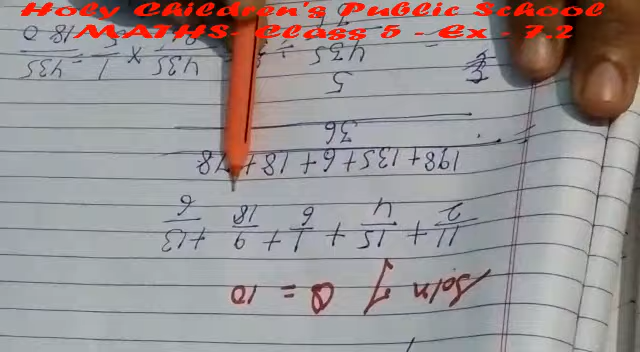 Holy Children's Public School
MATHS- Class 5 - Ex - 7.2
Soln 7 Q = 10
11/2 + 15/4 + 1/6 + 9/18 + 13/6
198+135+6+18+78
36
5
435
435 × 1 = 435
180